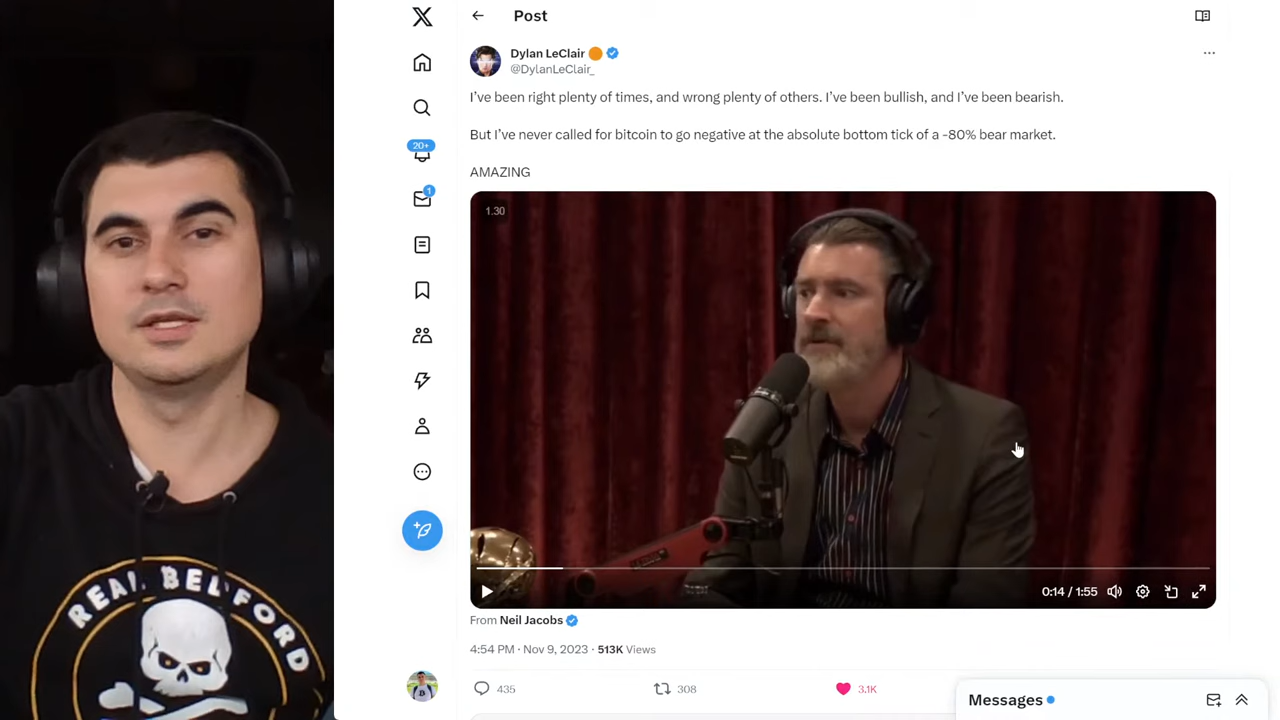 Post
Dylan LeClair
@DylanLeClair_
I've been right plenty of times, and wrong plenty of others. I've been bullish, and I've been bearish.
But I've never called for bitcoin to go negative at the absolute bottom tick of a -80% bear market.
AMAZING
1.30
0:14 / 1:55
From Neil Jacobs
4:54 PM · Nov 9, 2023 · 513K Views
435
308
3.1K
20+
1
Messages
REAL BEDFORD